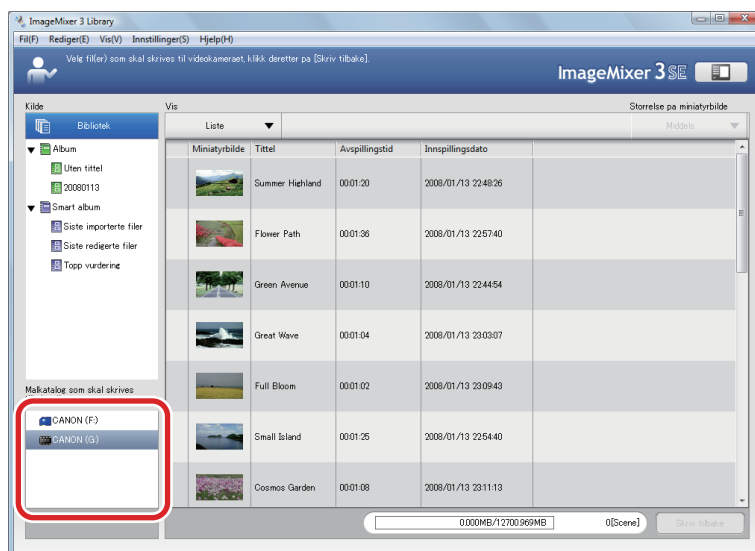 ImageMixer 3 Library
Fil(F) Rediger(E) Vis(V) Innstillinger(S) Hjelp(H)
Velg fil(er) som skal skrives til videokameraet, klikk deretter pa [Skriv tilbake].
ImageMixer 3 SE
Kilde Vis Storrelse pa miniatyrbilde
Bibliotek Liste Middels
Album
Uten tittel
20080113
Smart album
Siste importerte filer
Siste redigerte filer
Topp vurdering
Miniatyrbilde Tittel Avspillingstid Innspillingsdato
Summer Highland 00:01:20 2008/01/13 22:48:26
Flower Path 00:01:36 2008/01/13 22:57:40
Green Avenue 00:01:10 2008/01/13 22:44:54
Great Wave 00:01:04 2008/01/13 23:03:07
Full Bloom 00:01:02 2008/01/13 23:09:43
Small Island 00:01:25 2008/01/13 22:54:40
Cosmos Garden 00:01:08 2008/01/13 23:11:13
Malkatalog som skal skrives
CANON (F:)
CANON (G:)
0.000MB/12700.969MB 0[Scene] Skriv tilbake